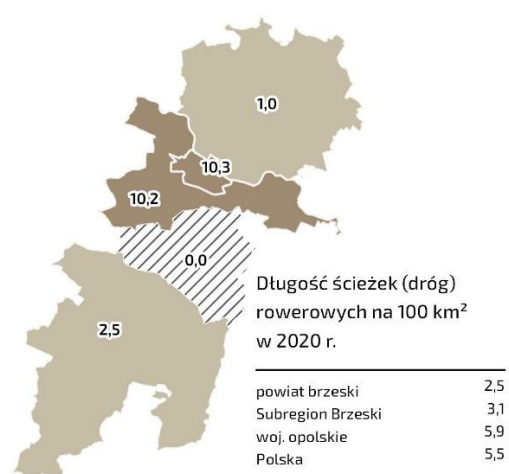 1,0
10,3
10,2
0,0
2,5
Długość ścieżek (dróg)
rowerowych na 100 km²
w 2020 r.
powiat brzeski 2,5
Subregion Brzeski 3,1
woj. opolskie 5,9
Polska 5,5